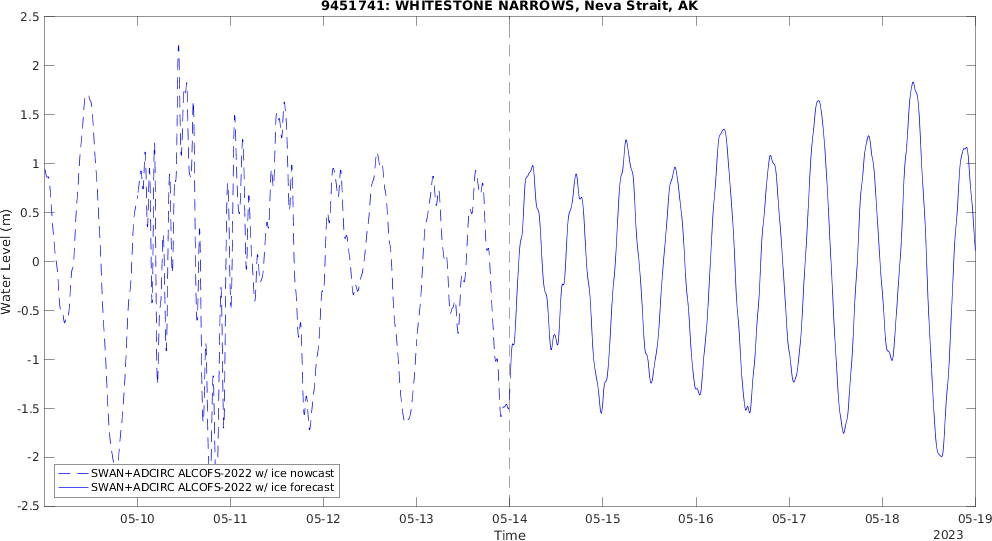 9451741: WHITESTONE NARROWS, Neva Strait, AK
2.5
2
1.5
1
0.5
0
-0.5
-1
-1.5
-2
-2.5
Water Level (m)
SWAN+ADCIRC ALCOFS-2022 w/ ice nowcast
SWAN+ADCIRC ALCOFS-2022 w/ ice forecast
05-10 05-11 05-12 05-13 05-14 05-15 05-16 05-17 05-18 05-19
Time
2023